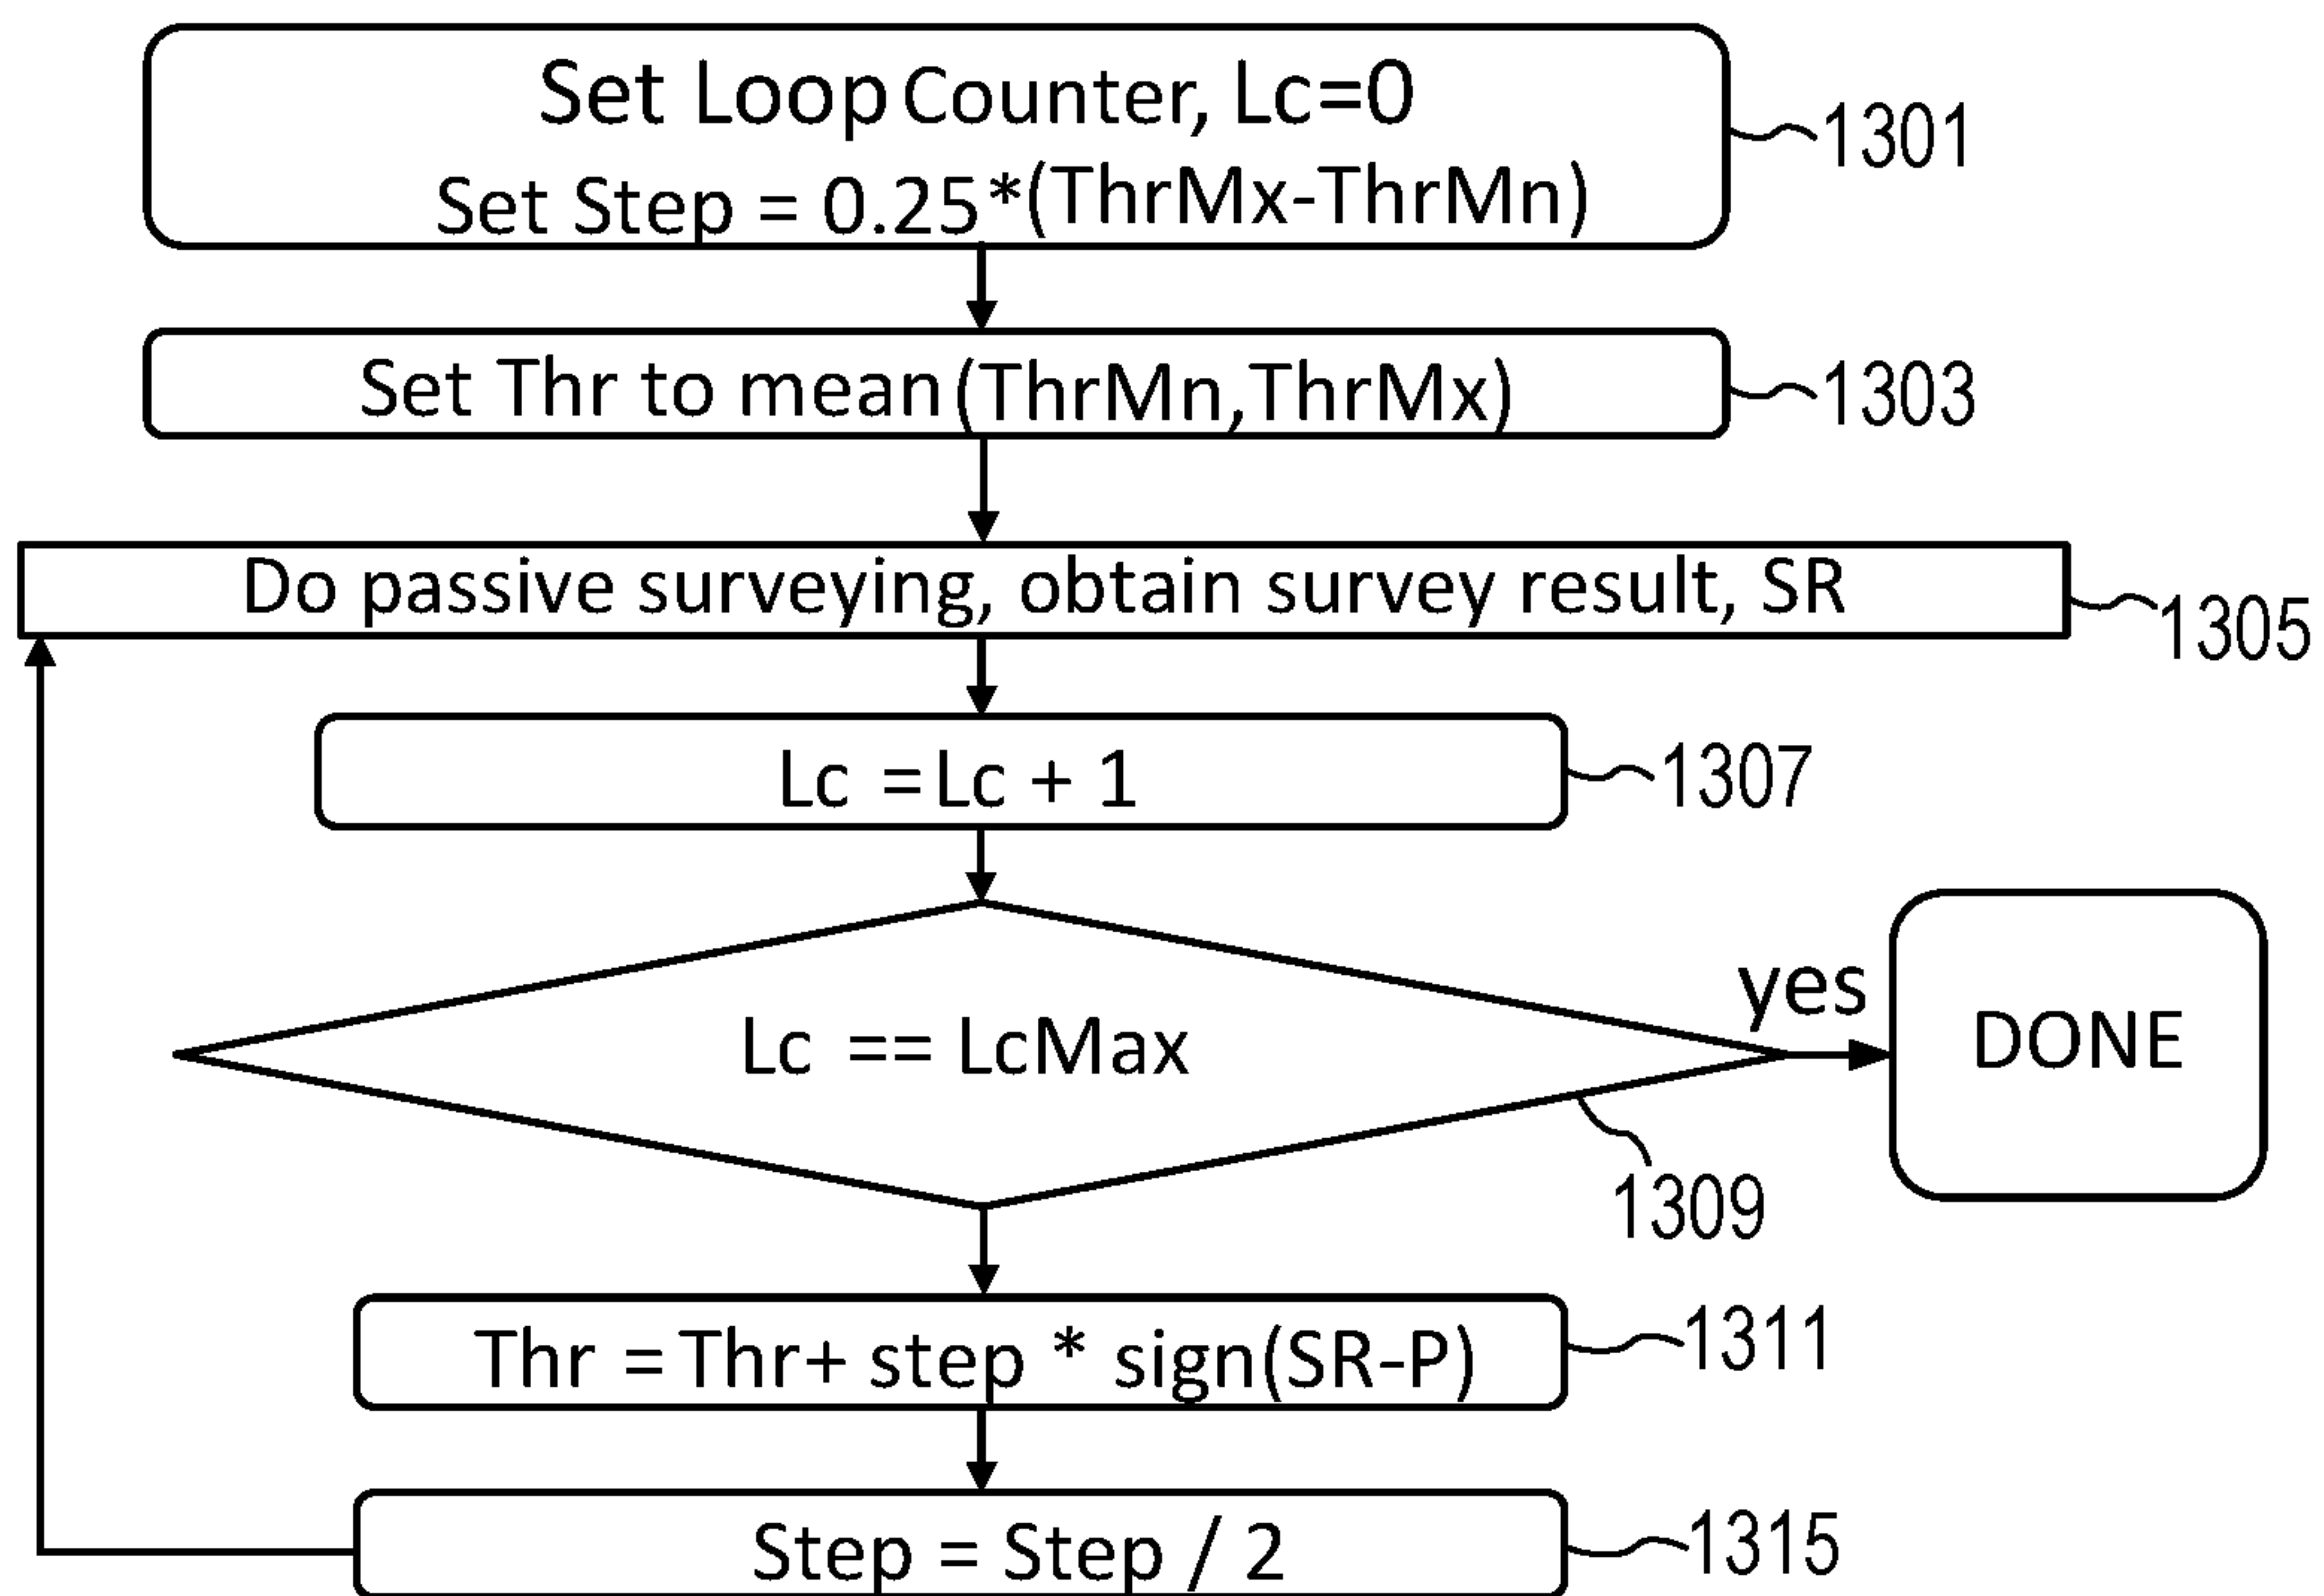 Set Loop Counter, Lc=0
Set Step = 0.25*(ThrMx-ThrMn)
1301
Set Thr to mean(ThrMn,ThrMx)
1303
Do passive surveying, obtain survey result, SR
1305
Lc =Lc + 1
1307
Lc == LcMax
yes
DONE
1309
Thr =Thr+ step * sign(SR-P)
1311
Step = Step / 2
1315